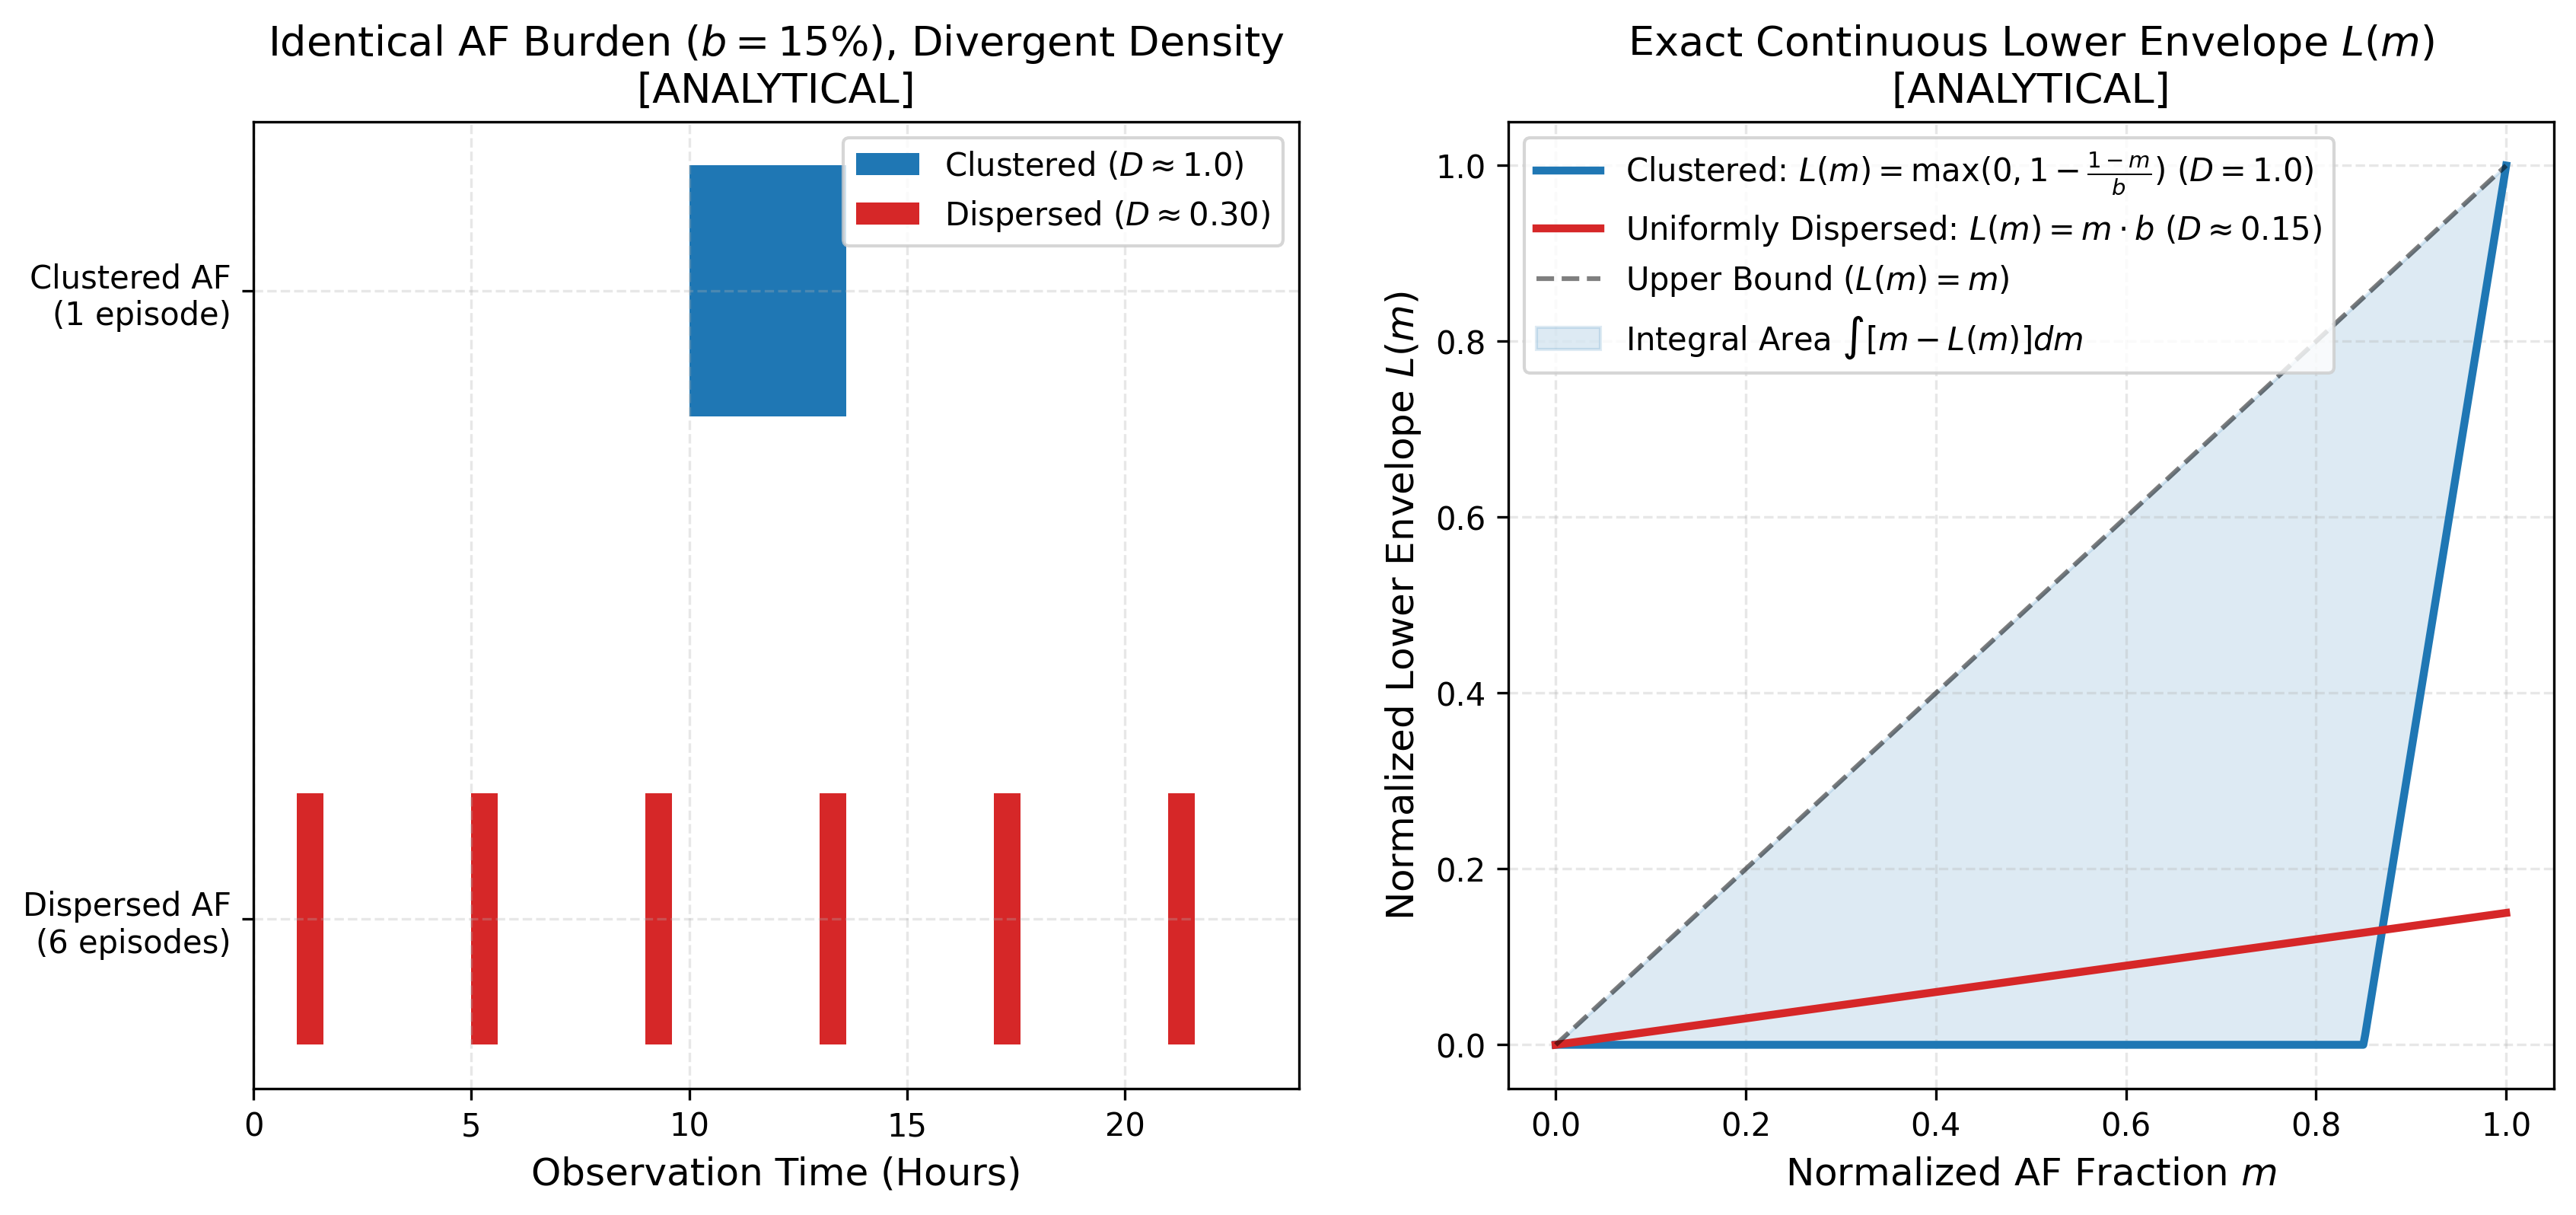 Identical AF Burden (b = 15%), Divergent Density
[ANALYTICAL]
Clustered (D ≈ 1.0)
Dispersed (D ≈ 0.30)
Clustered AF
(1 episode)
Dispersed AF
(6 episodes)
0 5 10 15 20
Observation Time (Hours)
Exact Continuous Lower Envelope L(m)
[ANALYTICAL]
Clustered: L(m) = max(0, 1 − \frac{1−m}{b}) (D = 1.0)
Uniformly Dispersed: L(m) = m · b (D ≈ 0.15)
Upper Bound (L(m) = m)
Integral Area ∫[m − L(m)]dm
Normalized Lower Envelope L(m)
1.0
0.8
0.6
0.4
0.2
0.0
0.0 0.2 0.4 0.6 0.8 1.0
Normalized AF Fraction m